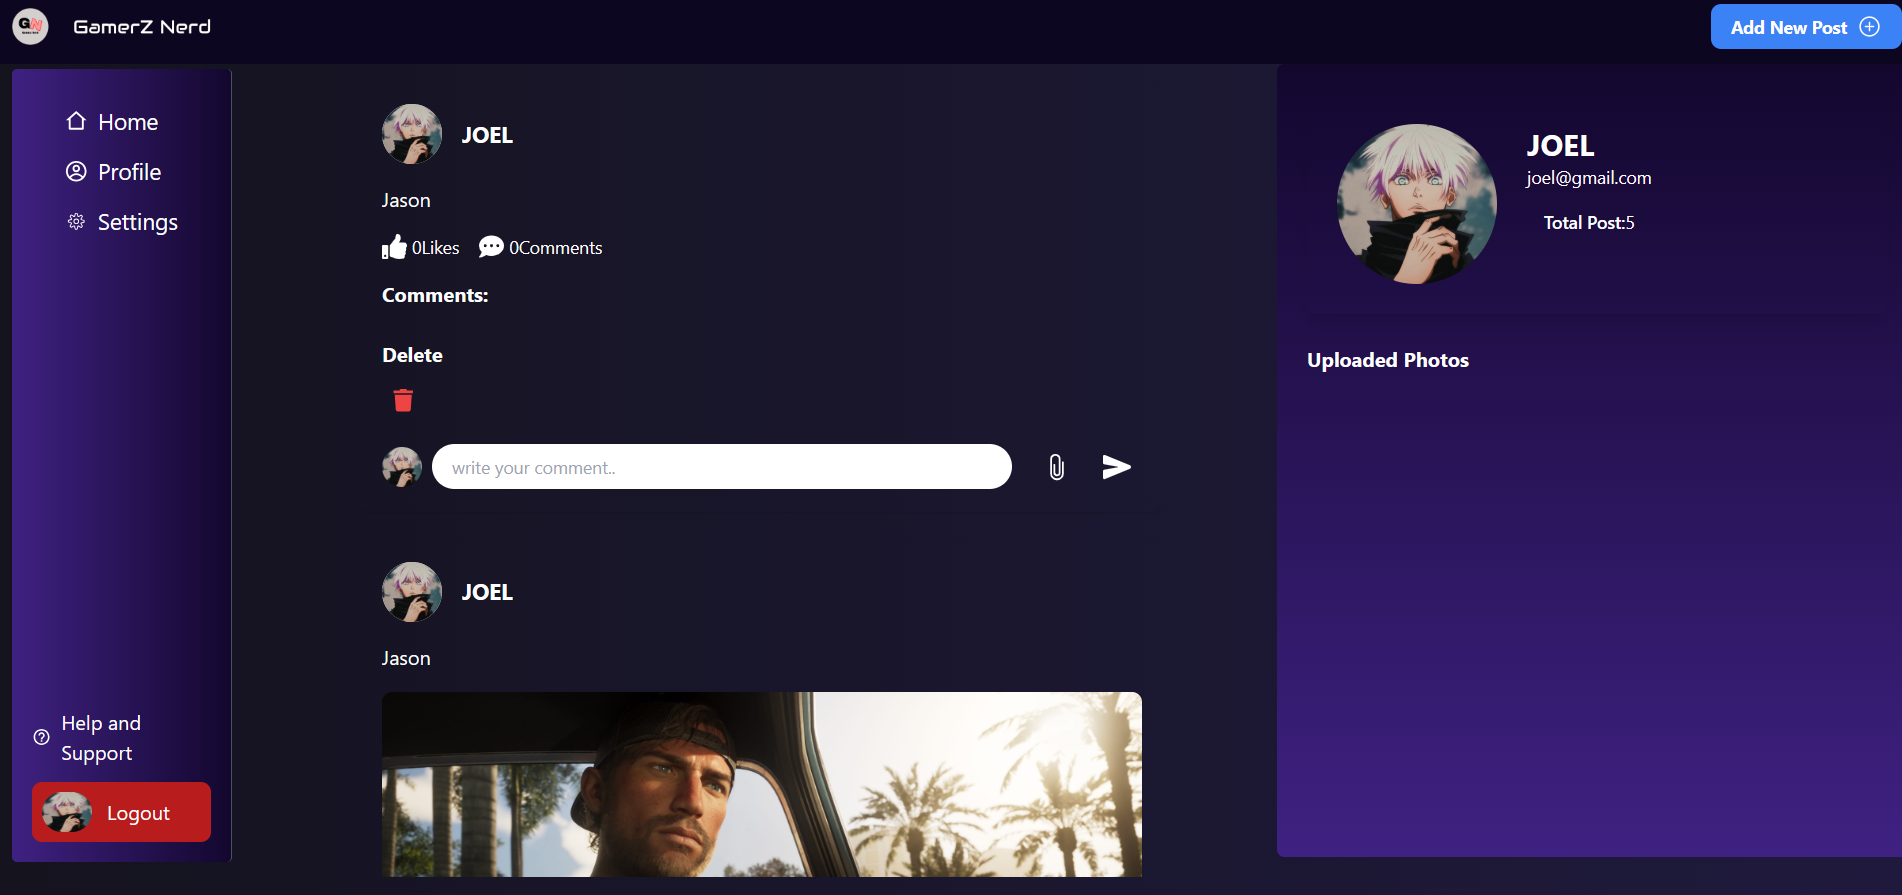 GN
GamerZ Nerd
Add New Post
Home
Profile
Settings
Help and
Support
Logout
JOEL
Jason
0Likes 0Comments
Comments:
Delete
write your comment..
JOEL
Jason
JOEL
joel@gmail.com
Total Post:5
Uploaded Photos